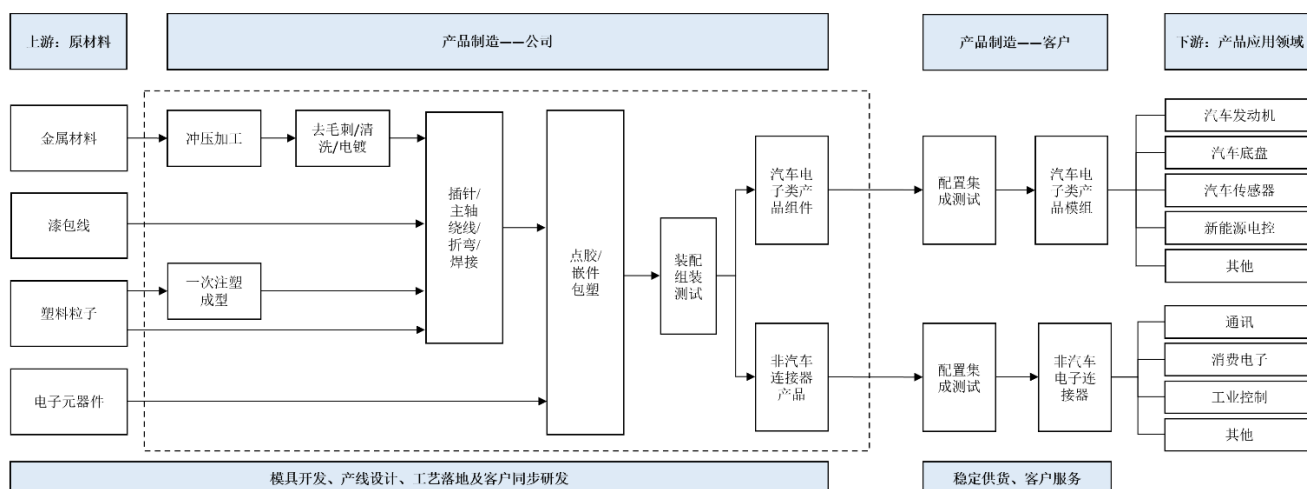 上游：原材料
产品制造——公司
产品制造——客户
下游：产品应用领域
金属材料
漆包线
塑料粒子
电子元器件
冲压加工
去毛刺/清
洗/电镀
一次注塑
成型
插针/
主轴
绕线/
折弯/
焊接
点胶/
嵌件
包塑
装配
组装
测试
汽车电
子类产
品组件
非汽车
连接器
产品
配置集
成测试
汽车电
子类产
品模组
配置集
成测试
非汽车
电子连
接器
汽车发动机
汽车底盘
汽车传感器
新能源电控
其他
通讯
消费电子
工业控制
其他
模具开发、产线设计、工艺落地及客户同步研发
稳定供货、客户服务